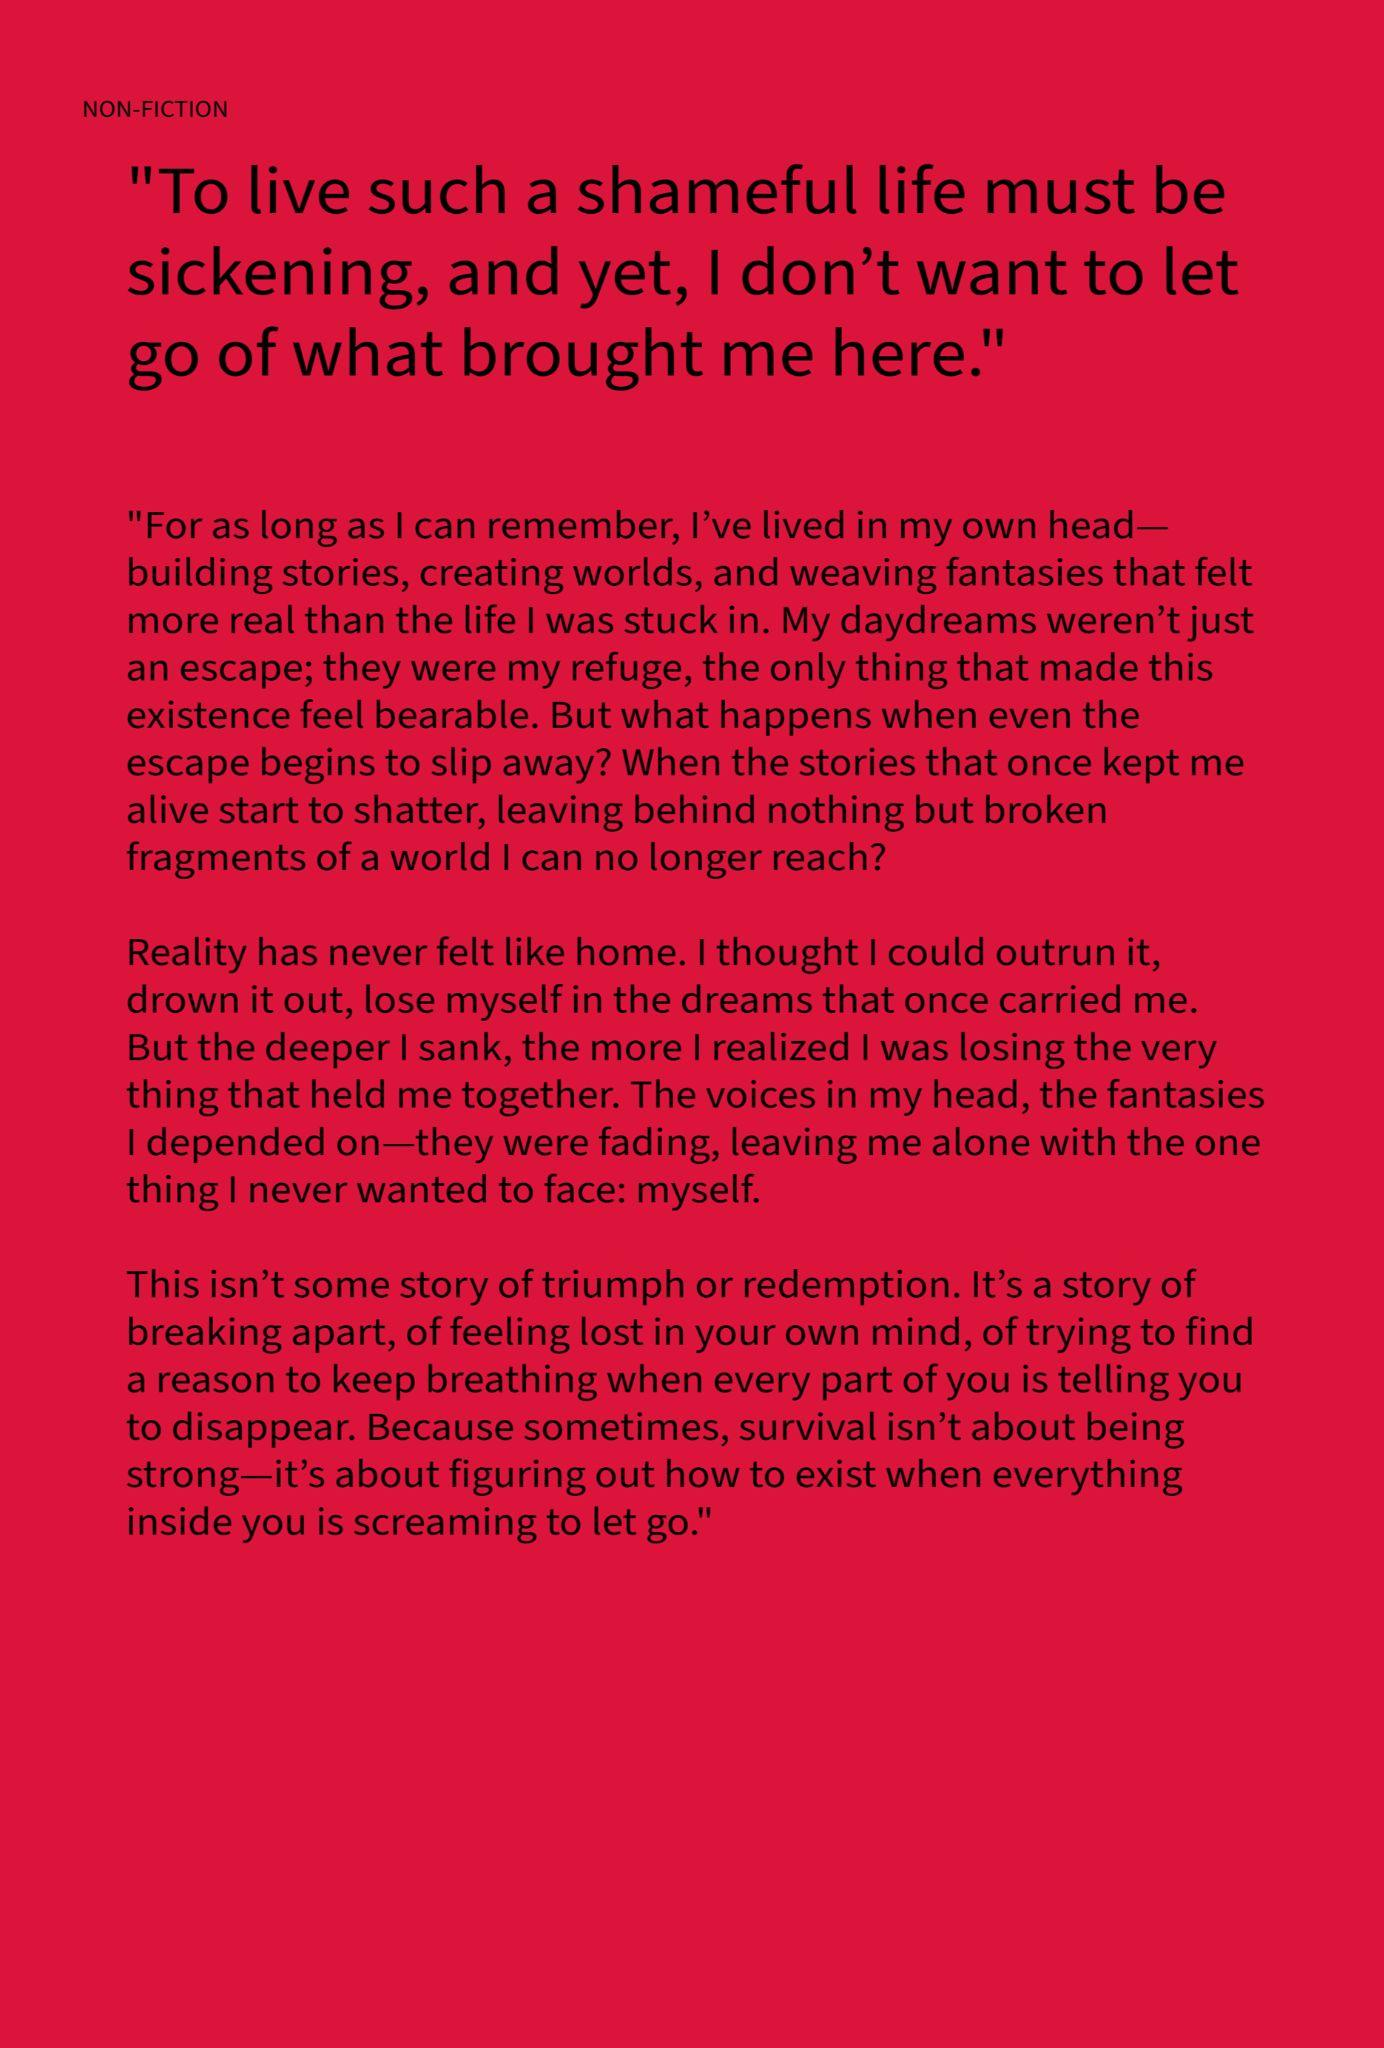 NON-FICTION
"To live such a shameful life must be
sickening, and yet, I don’t want to let
go of what brought me here."
"For as long as I can remember, I’ve lived in my own head—
building stories, creating worlds, and weaving fantasies that felt
more real than the life I was stuck in. My daydreams weren’t just
an escape; they were my refuge, the only thing that made this
existence feel bearable. But what happens when even the
escape begins to slip away? When the stories that once kept me
alive start to shatter, leaving behind nothing but broken
fragments of a world I can no longer reach?
Reality has never felt like home. I thought I could outrun it,
drown it out, lose myself in the dreams that once carried me.
But the deeper I sank, the more I realized I was losing the very
thing that held me together. The voices in my head, the fantasies
I depended on—they were fading, leaving me alone with the one
thing I never wanted to face: myself.
This isn’t some story of triumph or redemption. It’s a story of
breaking apart, of feeling lost in your own mind, of trying to find
a reason to keep breathing when every part of you is telling you
to disappear. Because sometimes, survival isn’t about being
strong—it’s about figuring out how to exist when everything
inside you is screaming to let go."